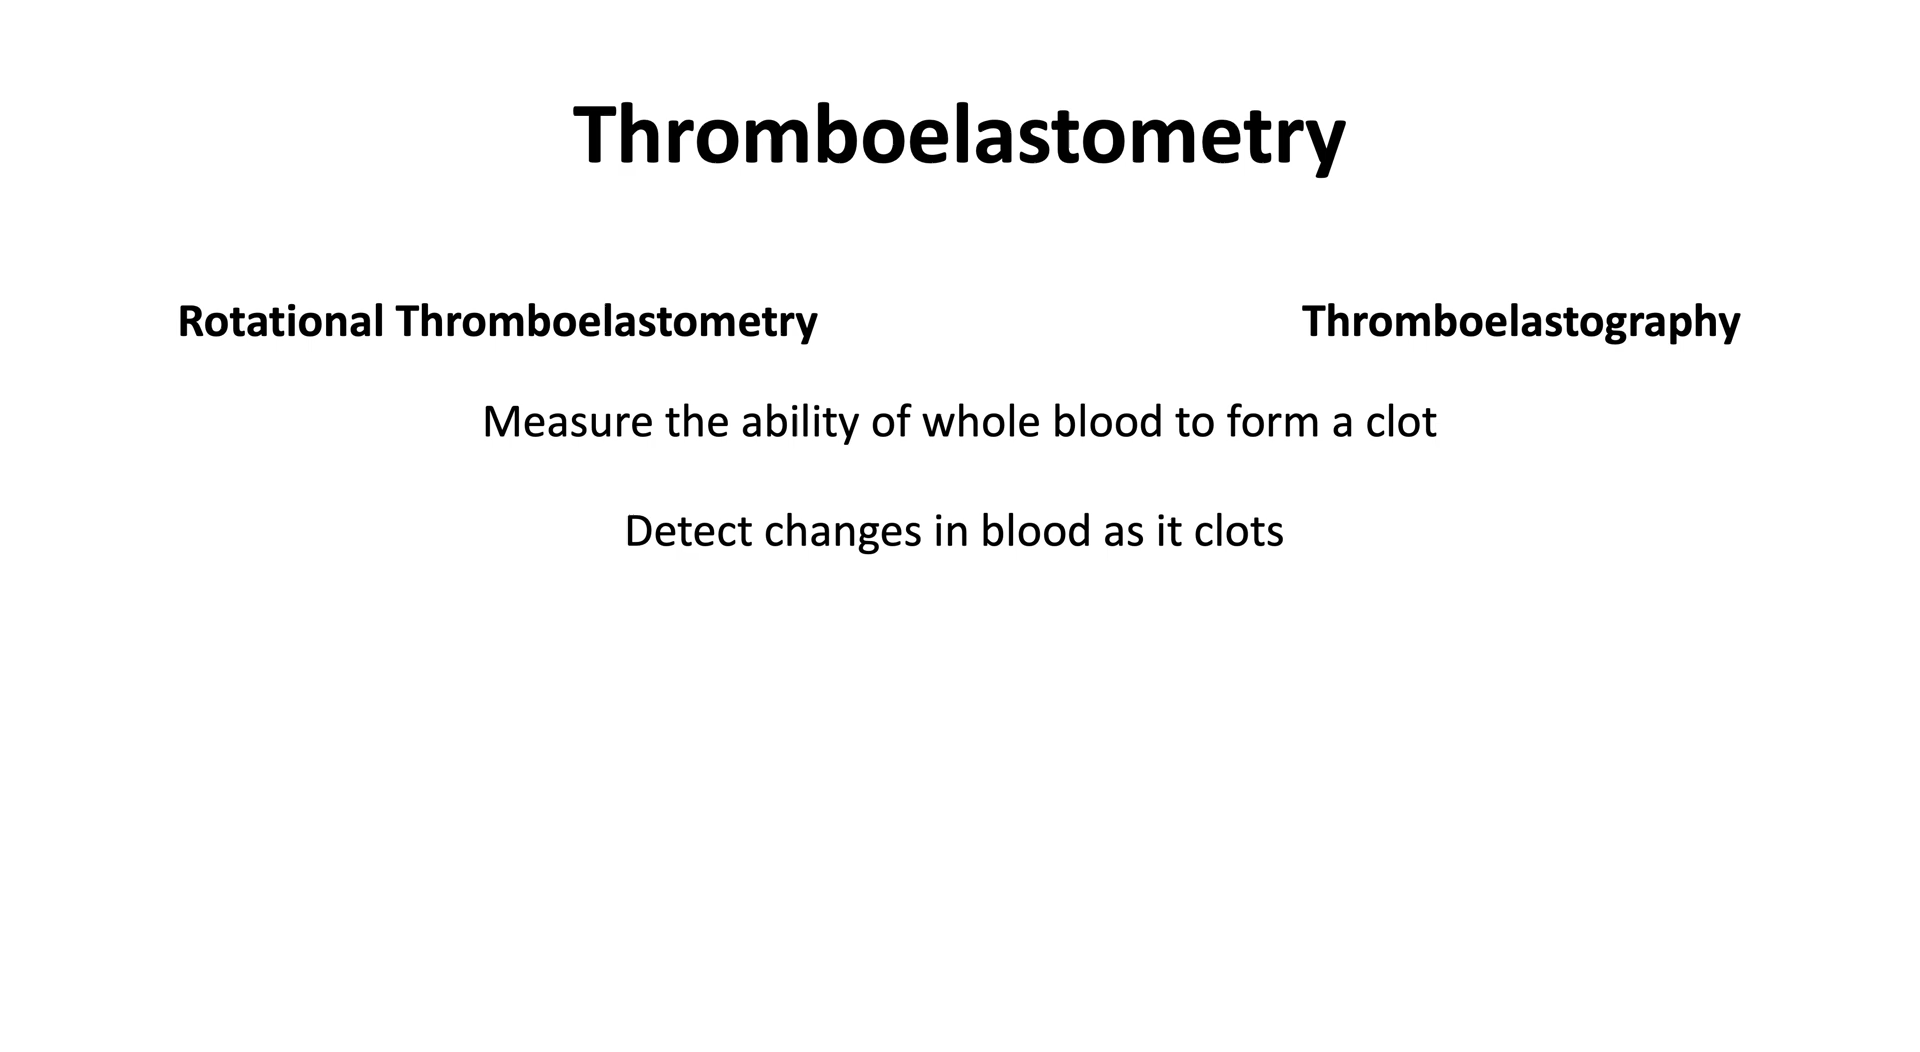 Thromboelastometry
Rotational Thromboelastometry
Thromboelastography
Measure the ability of whole blood to form a clot
Detect changes in blood as it clots